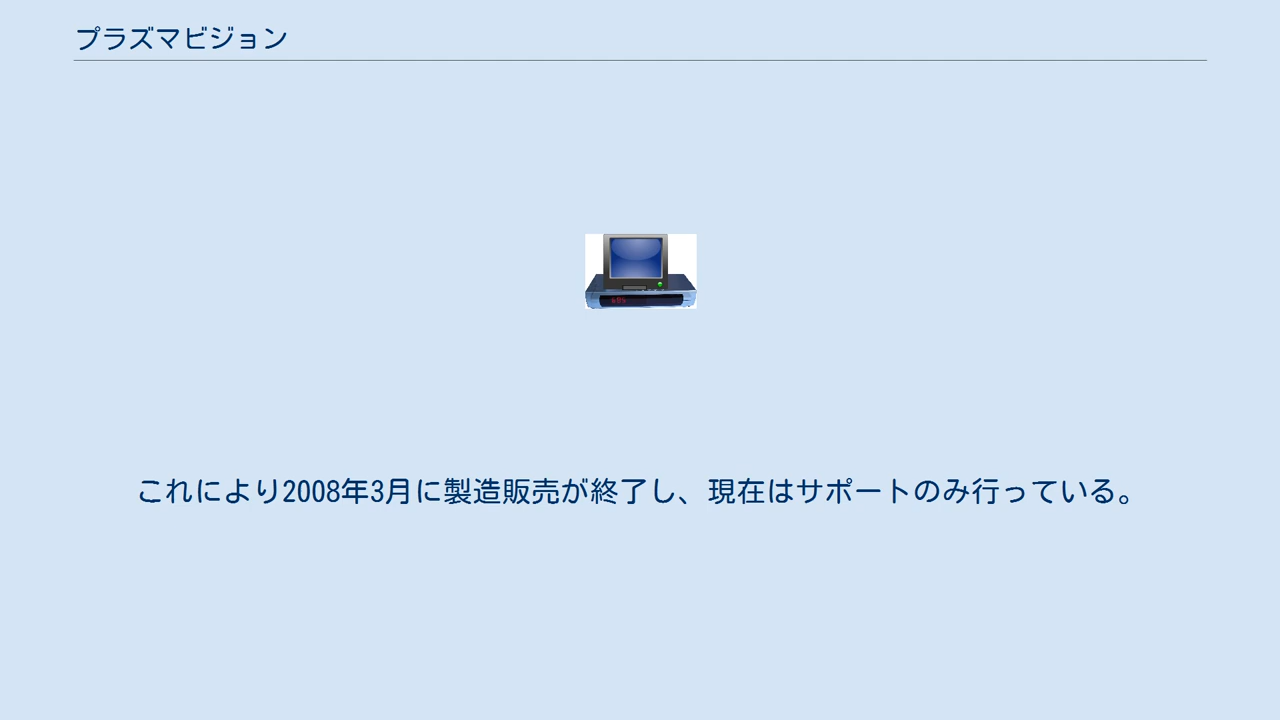 プラズマビジョン
これにより2008年3月に製造販売が終了し、現在はサポートのみ行っている。